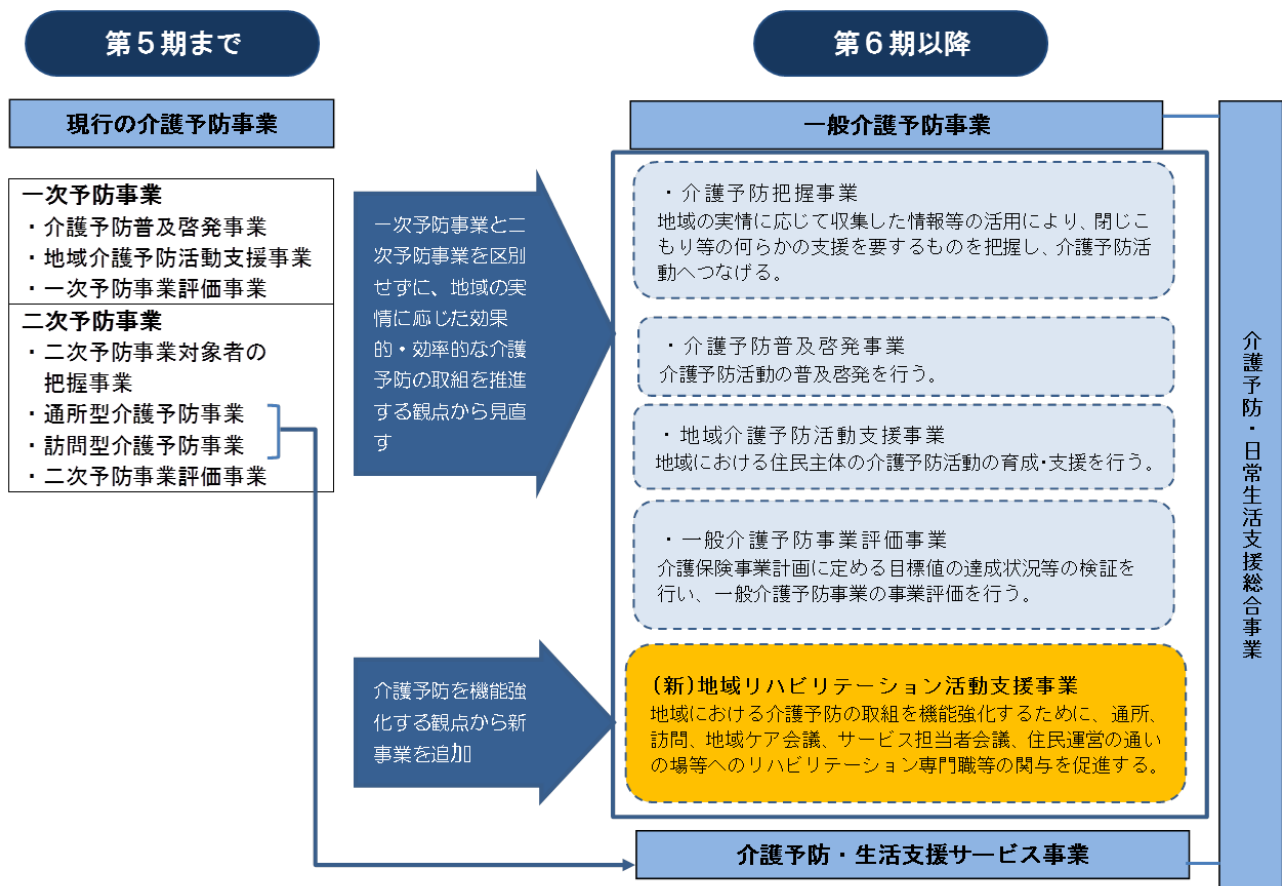 第5期まで
第6期以降
現行の介護予防事業
一次予防事業
・介護予防普及啓発事業
・地域介護予防活動支援事業
・一次予防事業評価事業
二次予防事業
・二次予防事業対象者の
把握事業
・通所型介護予防事業
・訪問型介護予防事業
・二次予防事業評価事業
一次予防事業と二
次予防事業を区別
せずに、地域の実
情に応じた効果
的・効率的な介護
予防の取組を推進
する観点から見直
す
介護予防を機能強
化する観点から新
事業を追加
一般介護予防事業
・介護予防把握事業
地域の実情に応じて収集した情報等の活用により、閉じこ
もり等の何らかの支援を要するものを把握し、介護予防活
動へつなげる。
・介護予防普及啓発事業
介護予防活動の普及啓発を行う。
・地域介護予防活動支援事業
地域における住民主体の介護予防活動の育成・支援を行う。
・一般介護予防事業評価事業
介護保険事業計画に定める目標値の達成状況等の検証を
行い、一般介護予防事業の事業評価を行う。
(新)地域リハビリテーション活動支援事業
地域における介護予防の取組を機能強化するために、通所、
訪問、地域ケア会議、サービス担当者会議、住民運営の通い
の場等へのリハビリテーション専門職等の関与を促進する。
介護予防・生活支援サービス事業
介護予防・日常生活支援総合事業